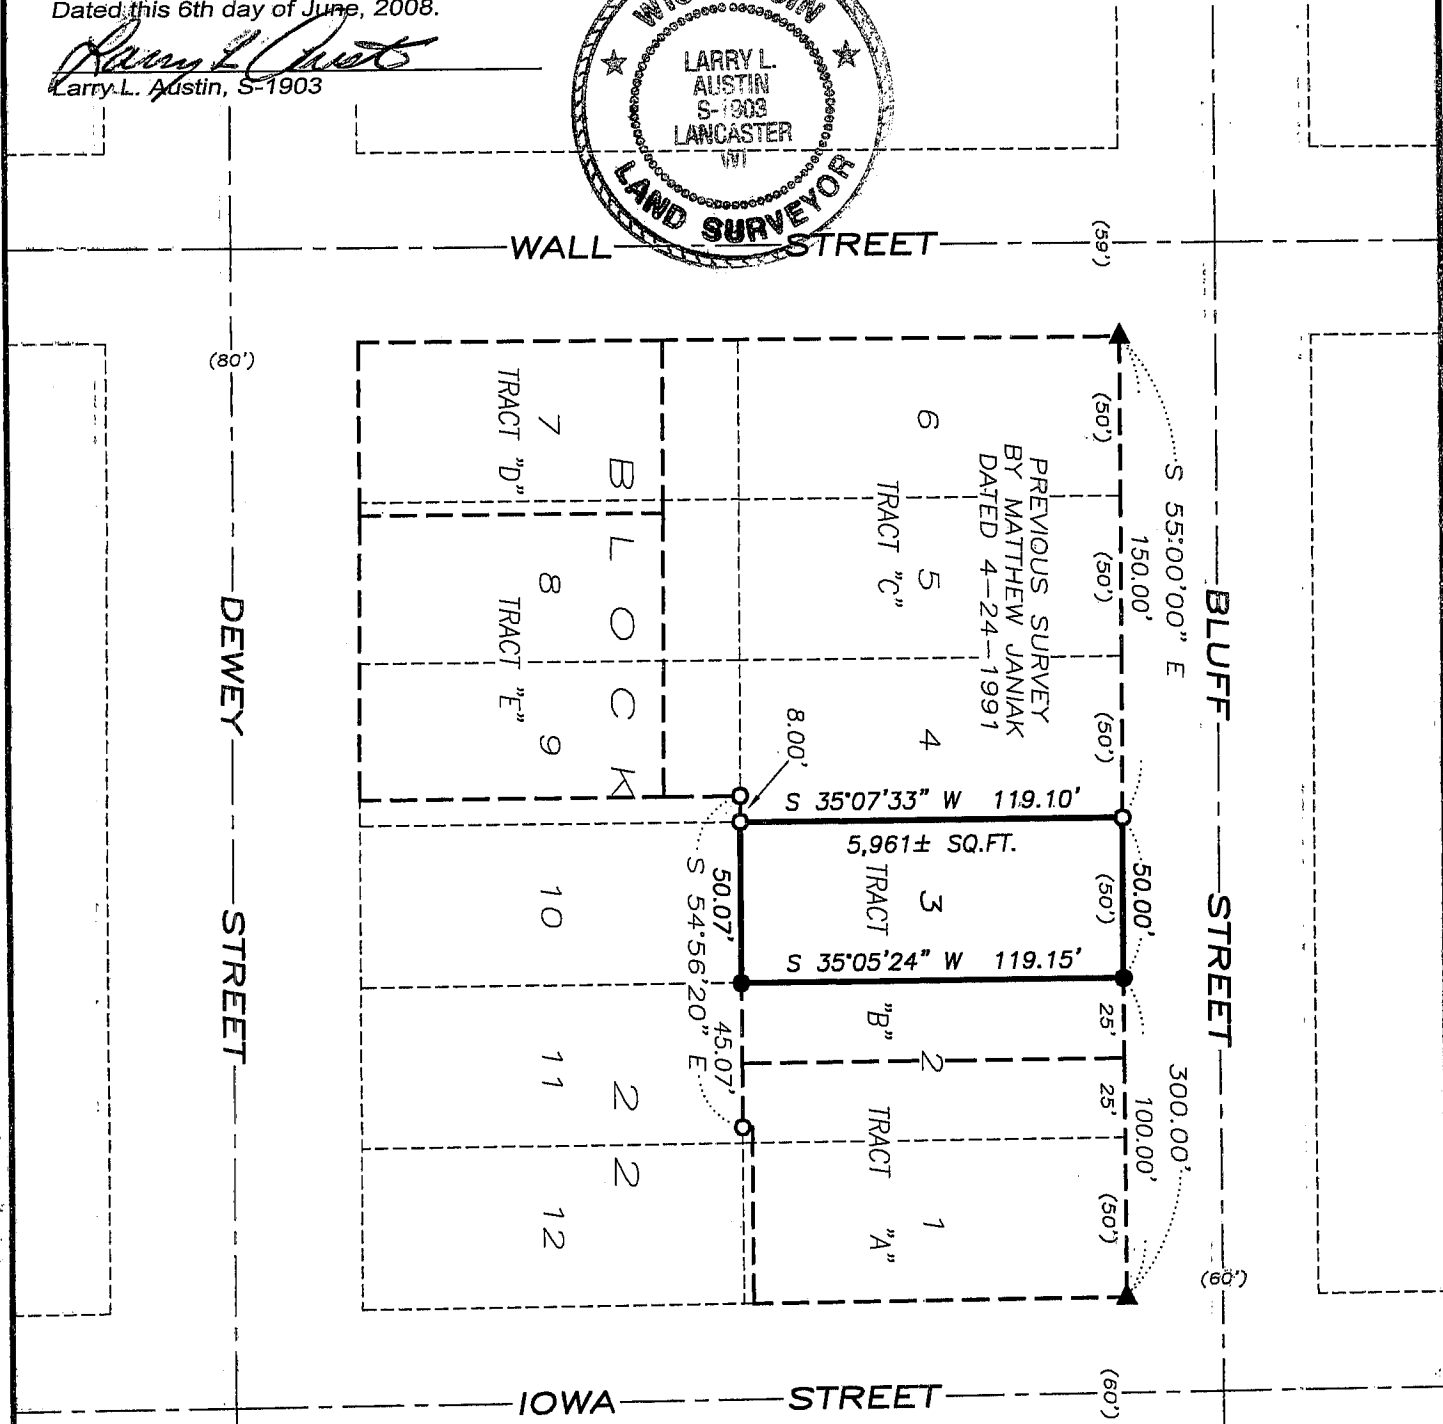 Dated this 6th day of June, 2008.
Larry L. Austin
Larry L. Austin, S-1903
WISCONSIN
LARRY L.
AUSTIN
S-1903
LANCASTER
WI
LAND SURVEYOR
WALL STREET
(59')
(80')
DEWEY STREET
BLUFF STREET
S 55°00'00" E
300.00'
150.00'
(50')
(50')
(50')
PREVIOUS SURVEY
BY MATTHEW JANIAK
DATED 4-24-1991
6
5
4
TRACT "C"
7
TRACT "D"
8
9
TRACT "E"
BLOCK 22
8.00'
S 35°07'33" W 119.10'
5,961± SQ.FT.
3
TRACT "B"
50.00'
(50')
50.07'
S 54°56'20" E
S 35°05'24" W 119.15'
45.07'
25'
25'
100.00'
2
TRACT "A"
1
(50')
10
11
12
(60')
(60')
IOWA STREET